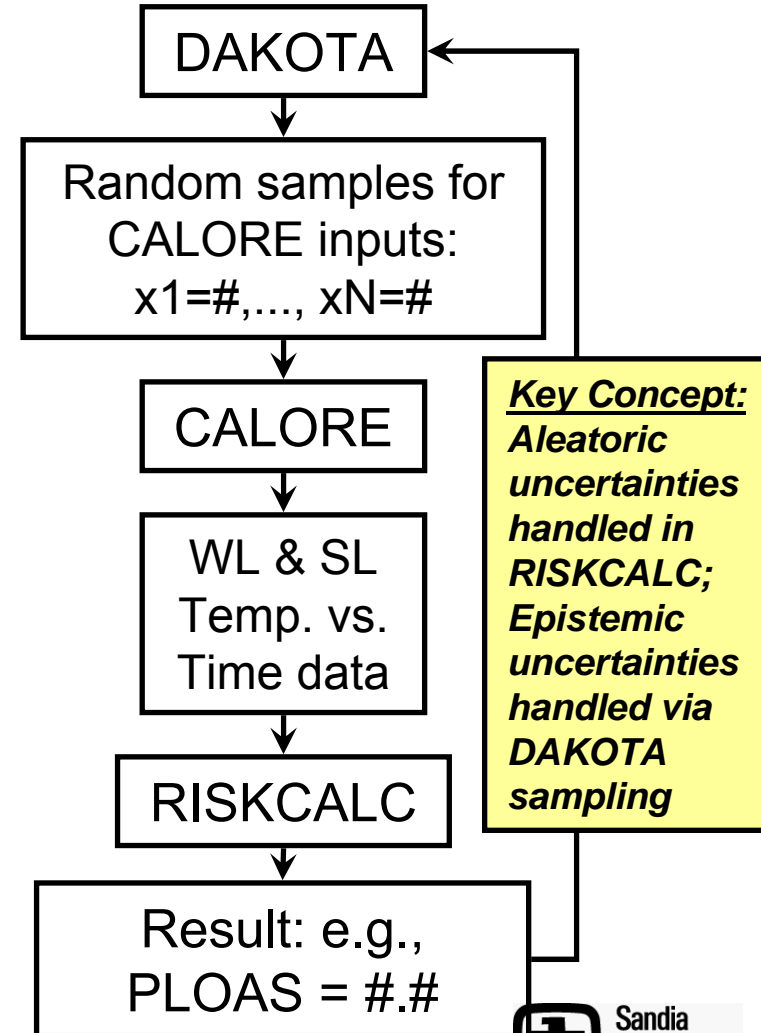 DAKOTA
Random samples for
CALORE inputs:
x1=#,..., xN=#
CALORE
WL & SL
Temp. vs.
Time data
RISKCALC
Result: e.g.,
PLOAS = #.#
Key Concept:
Aleatoric
uncertainties
handled in
RISKCALC;
Epistemic
uncertainties
handled via
DAKOTA
sampling
Sandia